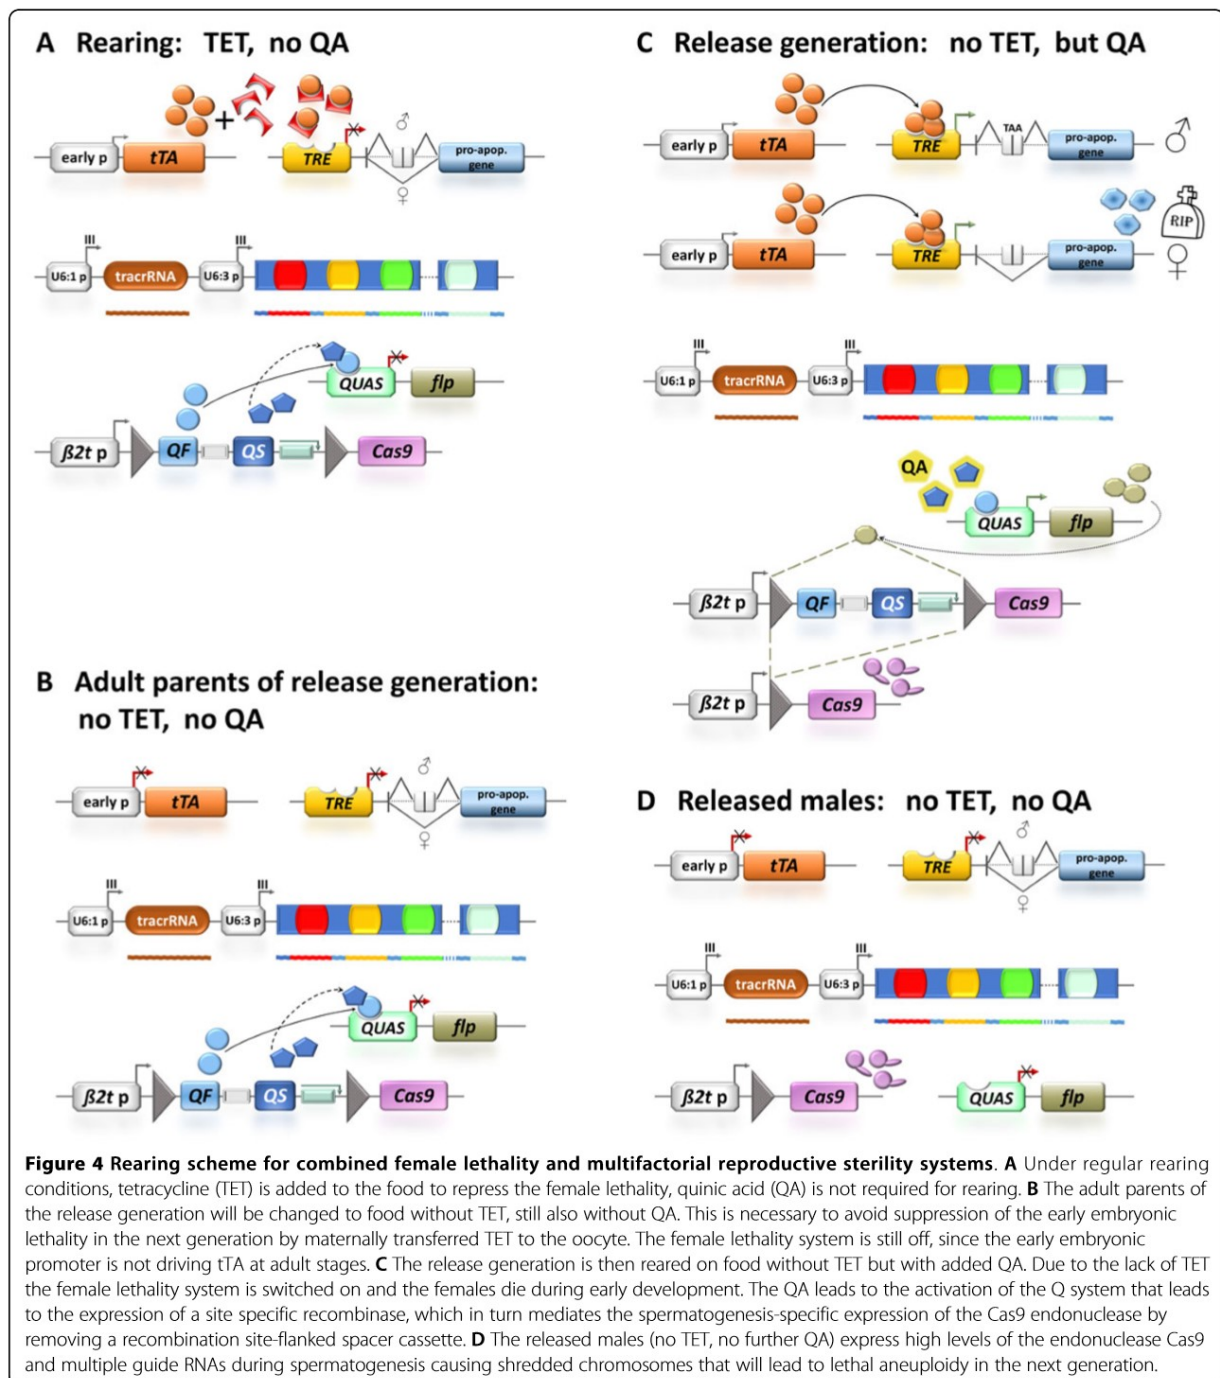 A Rearing: TET, no QA
early p
tTA
+
TRE
♂
♀
pro-apop.
gene
III
U6:1 p
tracrRNA
III
U6:3 p
QUAS
flp
ß2t p
QF
QS
Cas9
B Adult parents of release generation:
no TET, no QA
early p
tTA
TRE
♂
♀
pro-apop.
gene
III
U6:1 p
tracrRNA
III
U6:3 p
QUAS
flp
ß2t p
QF
QS
Cas9
C Release generation: no TET, but QA
early p
tTA
TRE
TAA
pro-apop.
gene
♂
early p
tTA
TRE
pro-apop.
gene
RIP
♀
III
U6:1 p
tracrRNA
III
U6:3 p
QA
QUAS
flp
ß2t p
QF
QS
Cas9
ß2t p
Cas9
D Released males: no TET, no QA
early p
tTA
TRE
♂
♀
pro-apop.
gene
III
U6:1 p
tracrRNA
III
U6:3 p
ß2t p
Cas9
QUAS
flp
Figure 4 Rearing scheme for combined female lethality and multifactorial reproductive sterility systems. A Under regular rearing
conditions, tetracycline (TET) is added to the food to repress the female lethality, quinic acid (QA) is not required for rearing. B The adult parents of
the release generation will be changed to food without TET, still also without QA. This is necessary to avoid suppression of the early embryonic
lethality in the next generation by maternally transferred TET to the oocyte. The female lethality system is still off, since the early embryonic
promoter is not driving tTA at adult stages. C The release generation is then reared on food without TET but with added QA. Due to the lack of TET
the female lethality system is switched on and the females die during early development. The QA leads to the activation of the Q system that leads
to the expression of a site specific recombinase, which in turn mediates the spermatogenesis-specific expression of the Cas9 endonuclease by
removing a recombination site-flanked spacer cassette. D The released males (no TET, no further QA) express high levels of the endonuclease Cas9
and multiple guide RNAs during spermatogenesis causing shredded chromosomes that will lead to lethal aneuploidy in the next generation.